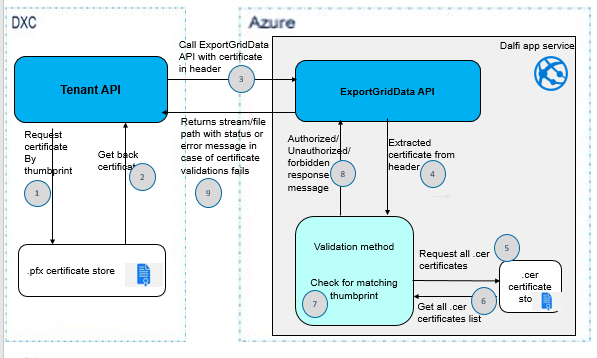 DXC
Azure
Dalfi app service
Call ExportGridData
API with certificate
in header
3
Tenant API
ExportGridData API
Request
certificate
By
thumbprint
1
Get back
certificat
2
Returns stream/file
path with status or
error message in
case of certificate
validations fails
9
Authorized/
Unauthorized/
forbidden
response
message
8
Extracted
certificate from
header
4
.pfx certificate store
Validation method
Check for matching
thumbprint
7
Request all .cer
certificates
5
.cer
certificate
sto
6
Get all .cer
certificates list